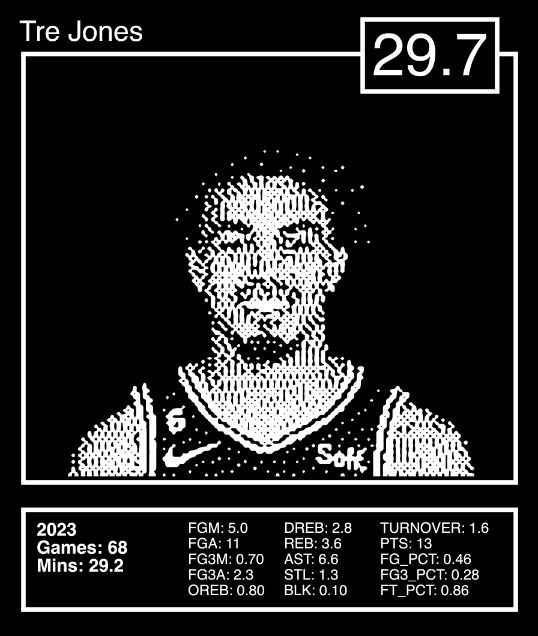 Tre Jones
29.7
6
Self
2023
Games: 68
Mins: 29.2
FGM: 5.0
FGA: 11
FG3M: 0.70
FG3A: 2.3
OREB: 0.80
DREB: 2.8
REB: 3.6
AST: 6.6
STL: 1.3
BLK: 0.10
TURNOVER: 1.6
PTS: 13
FG_PCT: 0.46
FG3_PCT: 0.28
FT_PCT: 0.86